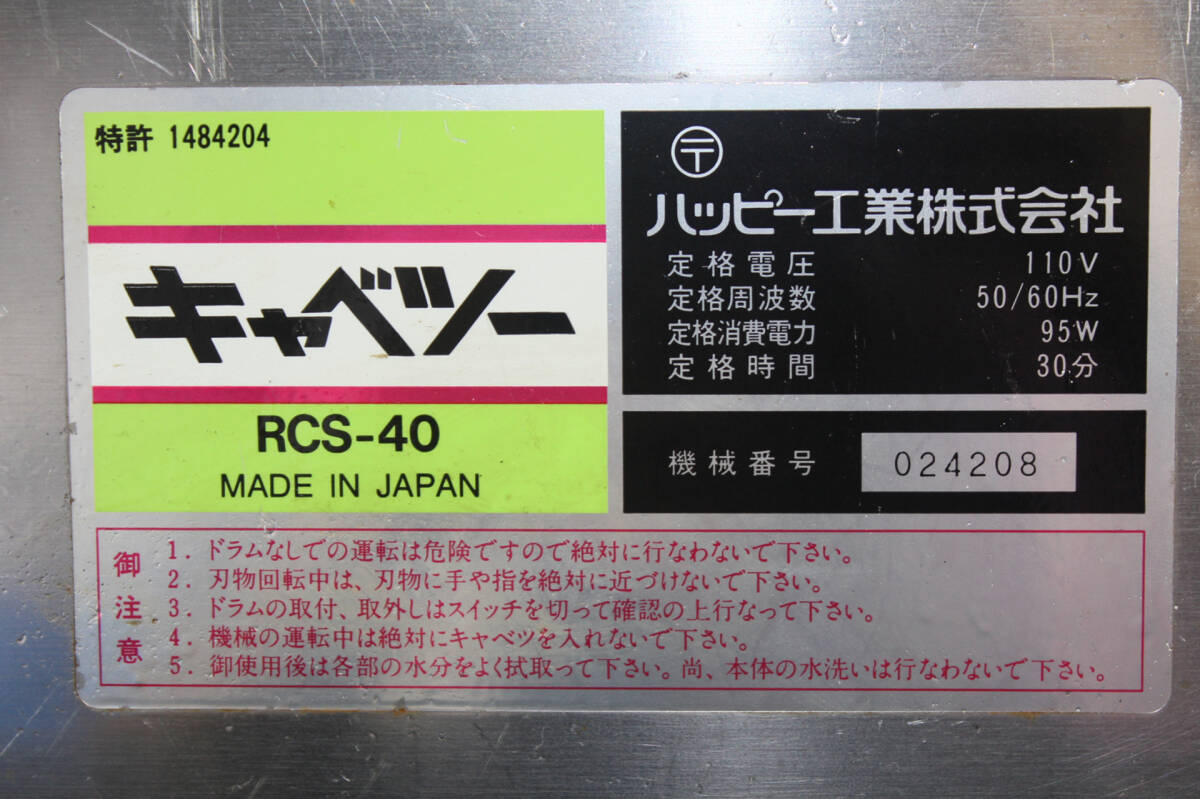 特許 1484204
キャベツー
RCS-40
MADE IN JAPAN
〒
ハッピー工業株式会社
定格電圧 110V
定格周波数 50/60Hz
定格消費電力 95W
定格時間 30分
機械番号 024208
御注意
1. ドラムなしでの運転は危険ですので絶対に行なわないで下さい。
2. 刃物回転中は、刃物に手や指を絶対に近づけないで下さい。
3. ドラムの取付、取外しはスイッチを切って確認の上行なって下さい。
4. 機械の運転中は絶対にキャベツを入れないで下さい。
5. 御使用後は各部の水分をよく拭取って下さい。尚、本体の水洗いは行なわないで下さい。